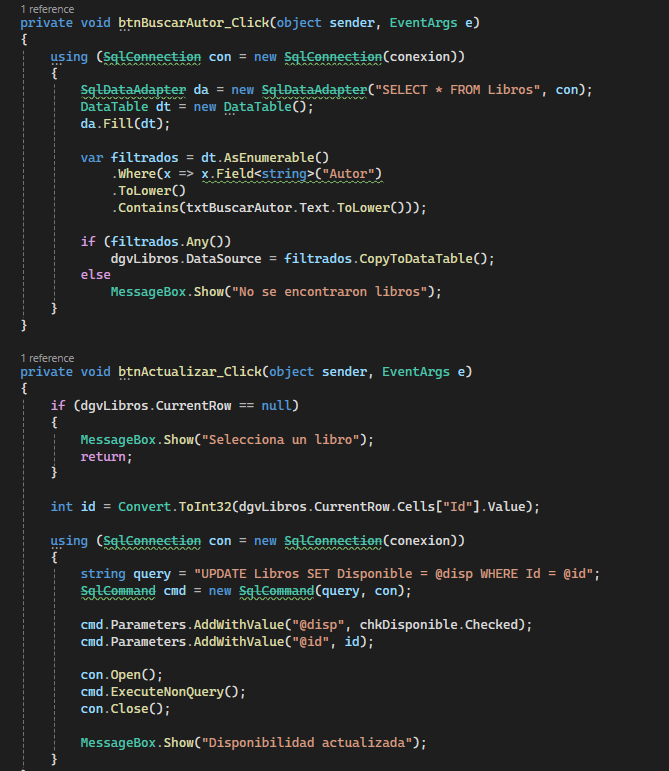 1 reference
private void btnBuscarAutor_Click(object sender, EventArgs e)
{
using (SqlConnection con = new SqlConnection(conexion))
{
SqlDataAdapter da = new SqlDataAdapter("SELECT * FROM Libros", con);
DataTable dt = new DataTable();
da.Fill(dt);
var filtrados = dt.AsEnumerable()
.Where(x => x.Field<string>("Autor")
.ToLower()
.Contains(txtBuscarAutor.Text.ToLower()));
if (filtrados.Any())
dgvLibros.DataSource = filtrados.CopyToDataTable();
else
MessageBox.Show("No se encontraron libros");
}
}
1 reference
private void btnActualizar_Click(object sender, EventArgs e)
{
if (dgvLibros.CurrentRow == null)
{
MessageBox.Show("Selecciona un libro");
return;
}
int id = Convert.ToInt32(dgvLibros.CurrentRow.Cells["Id"].Value);
using (SqlConnection con = new SqlConnection(conexion))
{
string query = "UPDATE Libros SET Disponible = @disp WHERE Id = @id";
SqlCommand cmd = new SqlCommand(query, con);
cmd.Parameters.AddWithValue("@disp", chkDisponible.Checked);
cmd.Parameters.AddWithValue("@id", id);
con.Open();
cmd.ExecuteNonQuery();
con.Close();
MessageBox.Show("Disponibilidad actualizada");
}